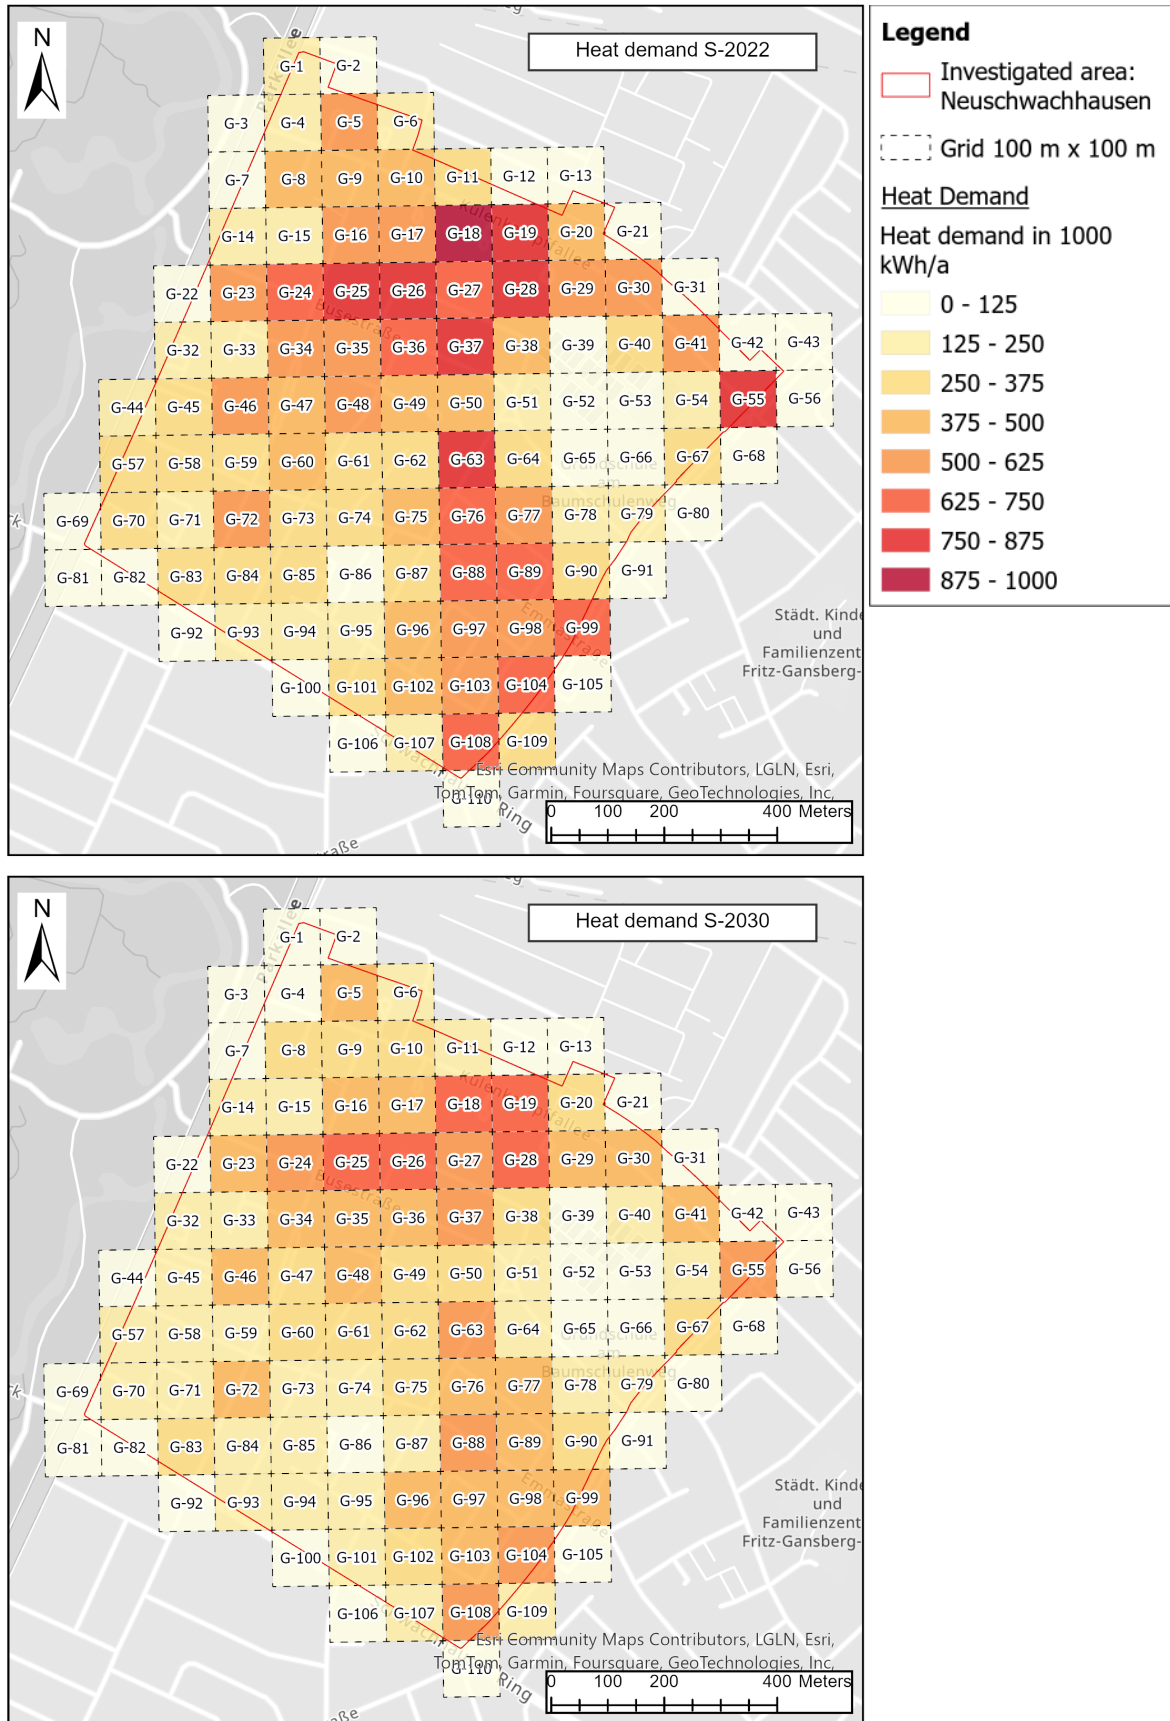 N
Heat demand S-2022
Parkallee
G-1 G-2
G-3 G-4 G-5 G-6
G-7 G-8 G-9 G-10 G-11 G-12 G-13
G-14 G-15 G-16 G-17 G-18 G-19 G-20 G-21
G-22 G-23 G-24 G-25 G-26 G-27 G-28 G-29 G-30 G-31
Busestraße
G-32 G-33 G-34 G-35 G-36 G-37 G-38 G-39 G-40 G-41 G-42 G-43
G-44 G-45 G-46 G-47 G-48 G-49 G-50 G-51 G-52 G-53 G-54 G-55 G-56
G-57 G-58 G-59 G-60 G-61 G-62 G-63 G-64 G-65 G-66 G-67 G-68
Grundschule
am
Baumschulenweg
G-69 G-70 G-71 G-72 G-73 G-74 G-75 G-76 G-77 G-78 G-79 G-80
G-81 G-82 G-83 G-84 G-85 G-86 G-87 G-88 G-89 G-90 G-91
G-92 G-93 G-94 G-95 G-96 G-97 G-98 G-99
Emmastraße
Städt. Kinde
und
Familienzent
Fritz-Gansberg-
G-100 G-101 G-102 G-103 G-104 G-105
G-106 G-107 G-108 G-109
G-110
Ring
Esri Community Maps Contributors, LGLN, Esri,
TomTom, Garmin, Foursquare, GeoTechnologies, Inc,
0 100 200 400 Meters
Legend
Investigated area:
Neuschwachhausen
Grid 100 m x 100 m
Heat Demand
Heat demand in 1000
kWh/a
0 - 125
125 - 250
250 - 375
375 - 500
500 - 625
625 - 750
750 - 875
875 - 1000
N
Heat demand S-2030
Parkallee
G-1 G-2
G-3 G-4 G-5 G-6
G-7 G-8 G-9 G-10 G-11 G-12 G-13
G-14 G-15 G-16 G-17 G-18 G-19 G-20 G-21
G-22 G-23 G-24 G-25 G-26 G-27 G-28 G-29 G-30 G-31
Busestraße
G-32 G-33 G-34 G-35 G-36 G-37 G-38 G-39 G-40 G-41 G-42 G-43
G-44 G-45 G-46 G-47 G-48 G-49 G-50 G-51 G-52 G-53 G-54 G-55 G-56
G-57 G-58 G-59 G-60 G-61 G-62 G-63 G-64 G-65 G-66 G-67 G-68
Grundschule
am
Baumschulenweg
G-69 G-70 G-71 G-72 G-73 G-74 G-75 G-76 G-77 G-78 G-79 G-80
G-81 G-82 G-83 G-84 G-85 G-86 G-87 G-88 G-89 G-90 G-91
G-92 G-93 G-94 G-95 G-96 G-97 G-98 G-99
Emmastraße
Städt. Kinde
und
Familienzent
Fritz-Gansberg-
G-100 G-101 G-102 G-103 G-104 G-105
G-106 G-107 G-108 G-109
G-110
Ring
Esri Community Maps Contributors, LGLN, Esri,
TomTom, Garmin, Foursquare, GeoTechnologies, Inc,
0 100 200 400 Meters